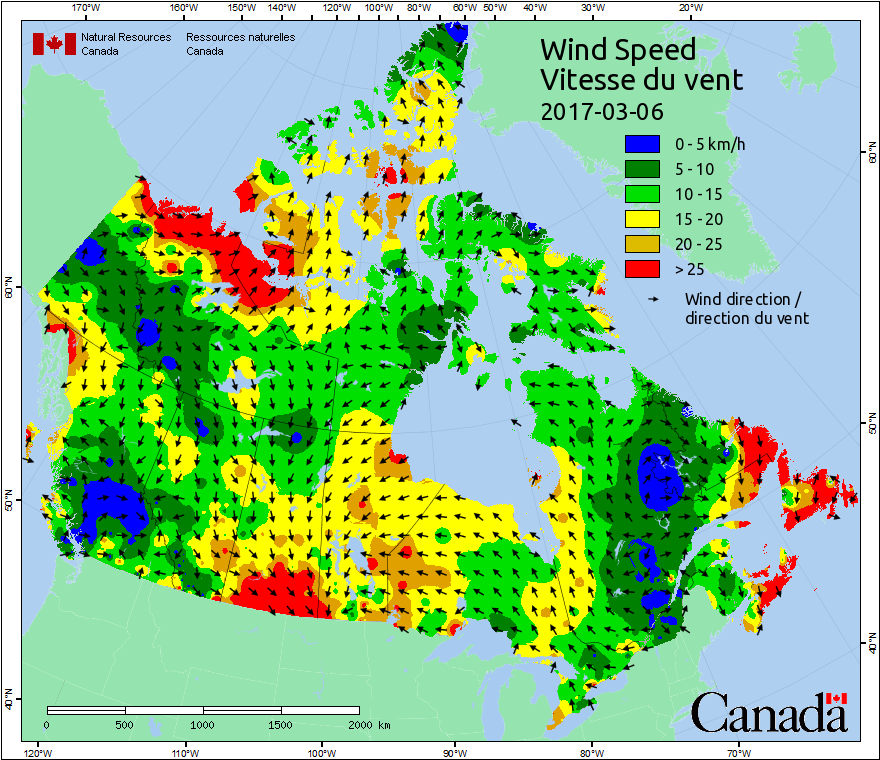 170°W 160°W 150°W 140°W 120°W 100°W 80°W 60°W 50°W 40°W 30°W 20°W
Natural Resources Ressources naturelles
Canada Canada
Wind Speed
Vitesse du vent
2017-03-06
0 - 5 km/h
5 - 10
10 - 15
15 - 20
20 - 25
> 25
Wind direction /
direction du vent
60°N
60°N
50°N
50°N
40°N
40°N
Canada
0 500 1000 1500 2000 km
120°W 110°W 100°W 90°W 80°W 70°W